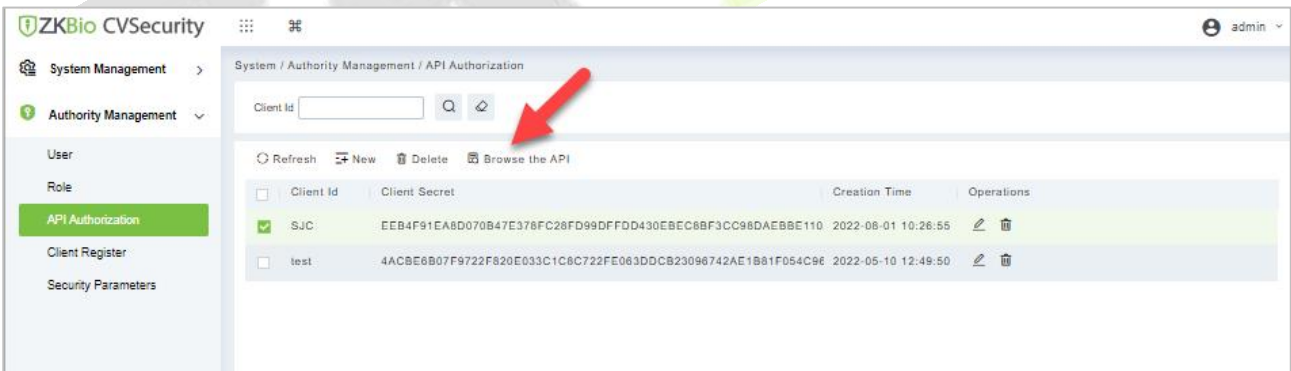 ZKBio CVSecurity
admin
System Management
System / Authority Management / API Authorization
Authority Management
Client Id
User
Refresh New Delete Browse the API
Role
Client Id Client Secret Creation Time Operations
API Authorization
SJC EEB4F91EA8D070B47E378FC28FD99DFFDD430EBEC8BF3CC98DAEBBE110 2022-08-01 10:26:55
Client Register
test 4ACBE6B07F9722F820E033C1C8C722FE063DDCB23096742AE1B81F054C96 2022-05-10 12:49:50
Security Parameters